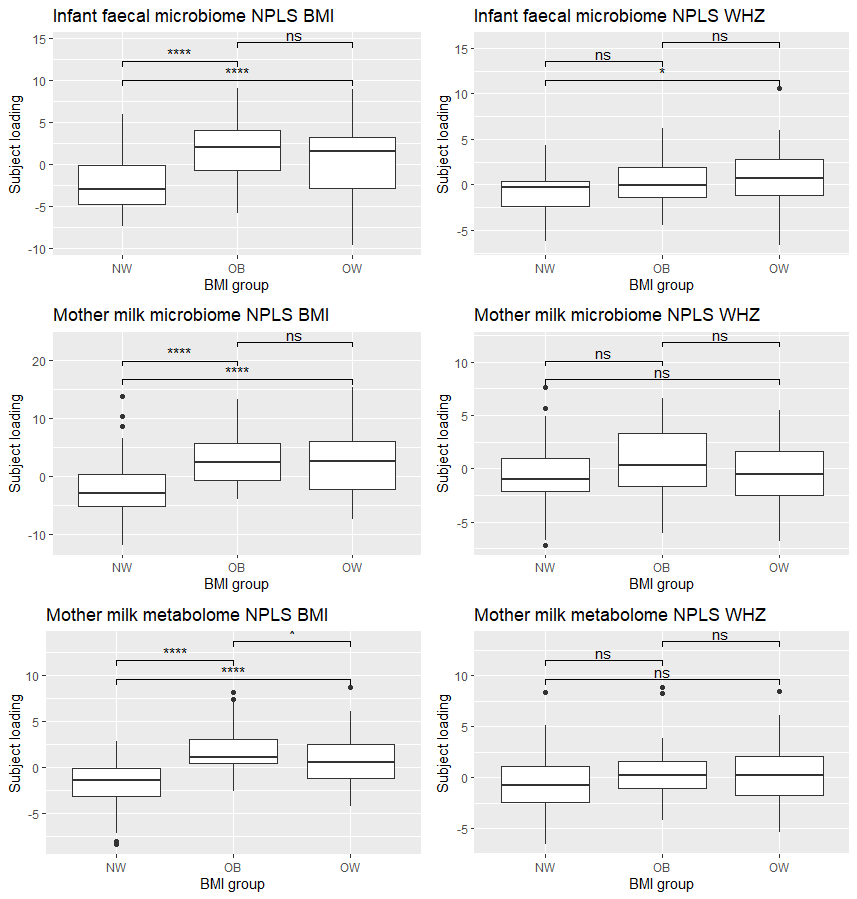 Infant faecal microbiome NPLS BMI
15
10
5
0
-5
-10
Subject loading
ns
****
****
NW OB OW
BMI group
Infant faecal microbiome NPLS WHZ
15
10
5
0
-5
Subject loading
ns
ns
*
NW OB OW
BMI group
Mother milk microbiome NPLS BMI
20
10
0
-10
Subject loading
ns
****
****
NW OB OW
BMI group
Mother milk microbiome NPLS WHZ
10
5
0
-5
Subject loading
ns
ns
ns
NW OB OW
BMI group
Mother milk metabolome NPLS BMI
10
5
0
-5
Subject loading
*
****
****
NW OB OW
BMI group
Mother milk metabolome NPLS WHZ
10
5
0
-5
Subject loading
ns
ns
ns
NW OB OW
BMI group